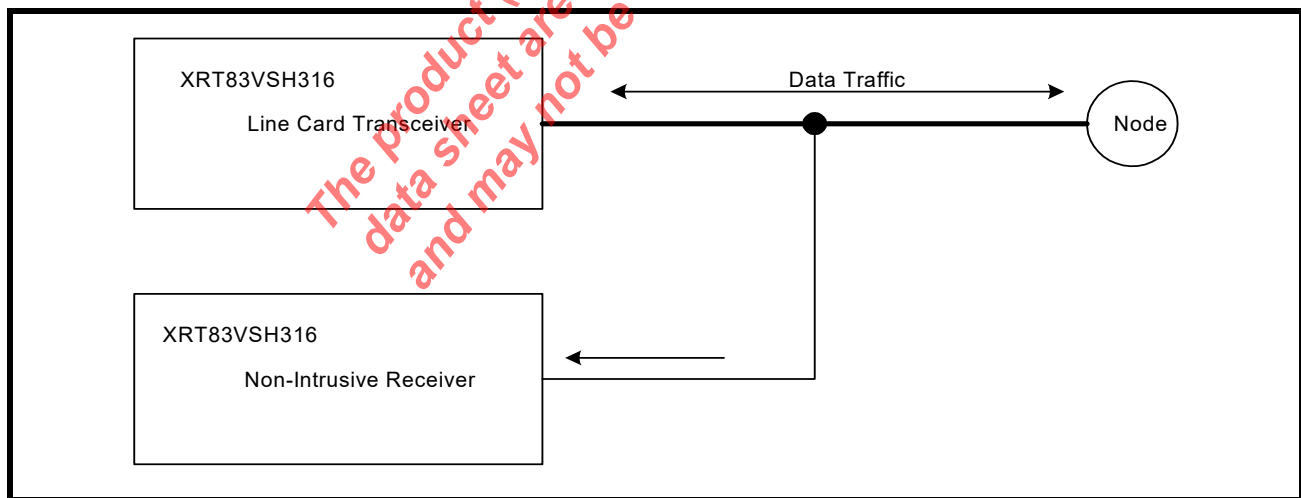 XRT83VSH316
Line Card Transceiver
Data Traffic
Node
XRT83VSH316
Non-Intrusive Receiver
The product
data sheet are
and may not be